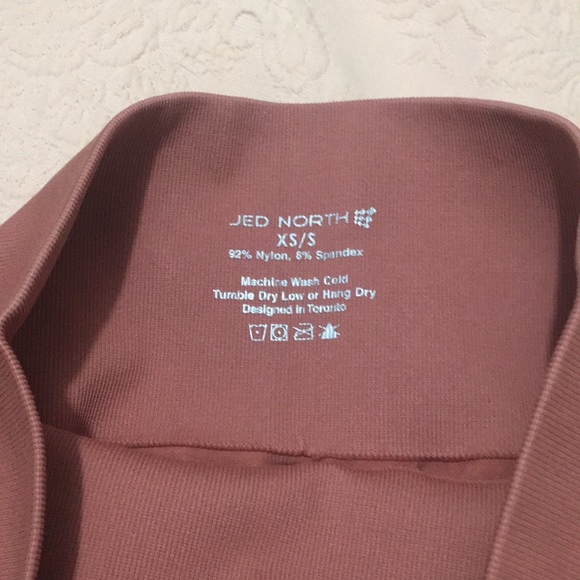 JED NORTH
XS/S
92% Nylon, 8% Spandex
Machine Wash Cold
Tumble Dry Low or Hang Dry
Designed in Toronto